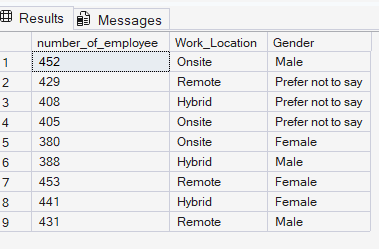 Results Messages
number_of_employee Work_Location Gender
1 452 Onsite Male
2 429 Remote Prefer not to say
3 408 Hybrid Prefer not to say
4 405 Onsite Prefer not to say
5 380 Onsite Female
6 388 Hybrid Male
7 453 Remote Female
8 441 Hybrid Female
9 431 Remote Male